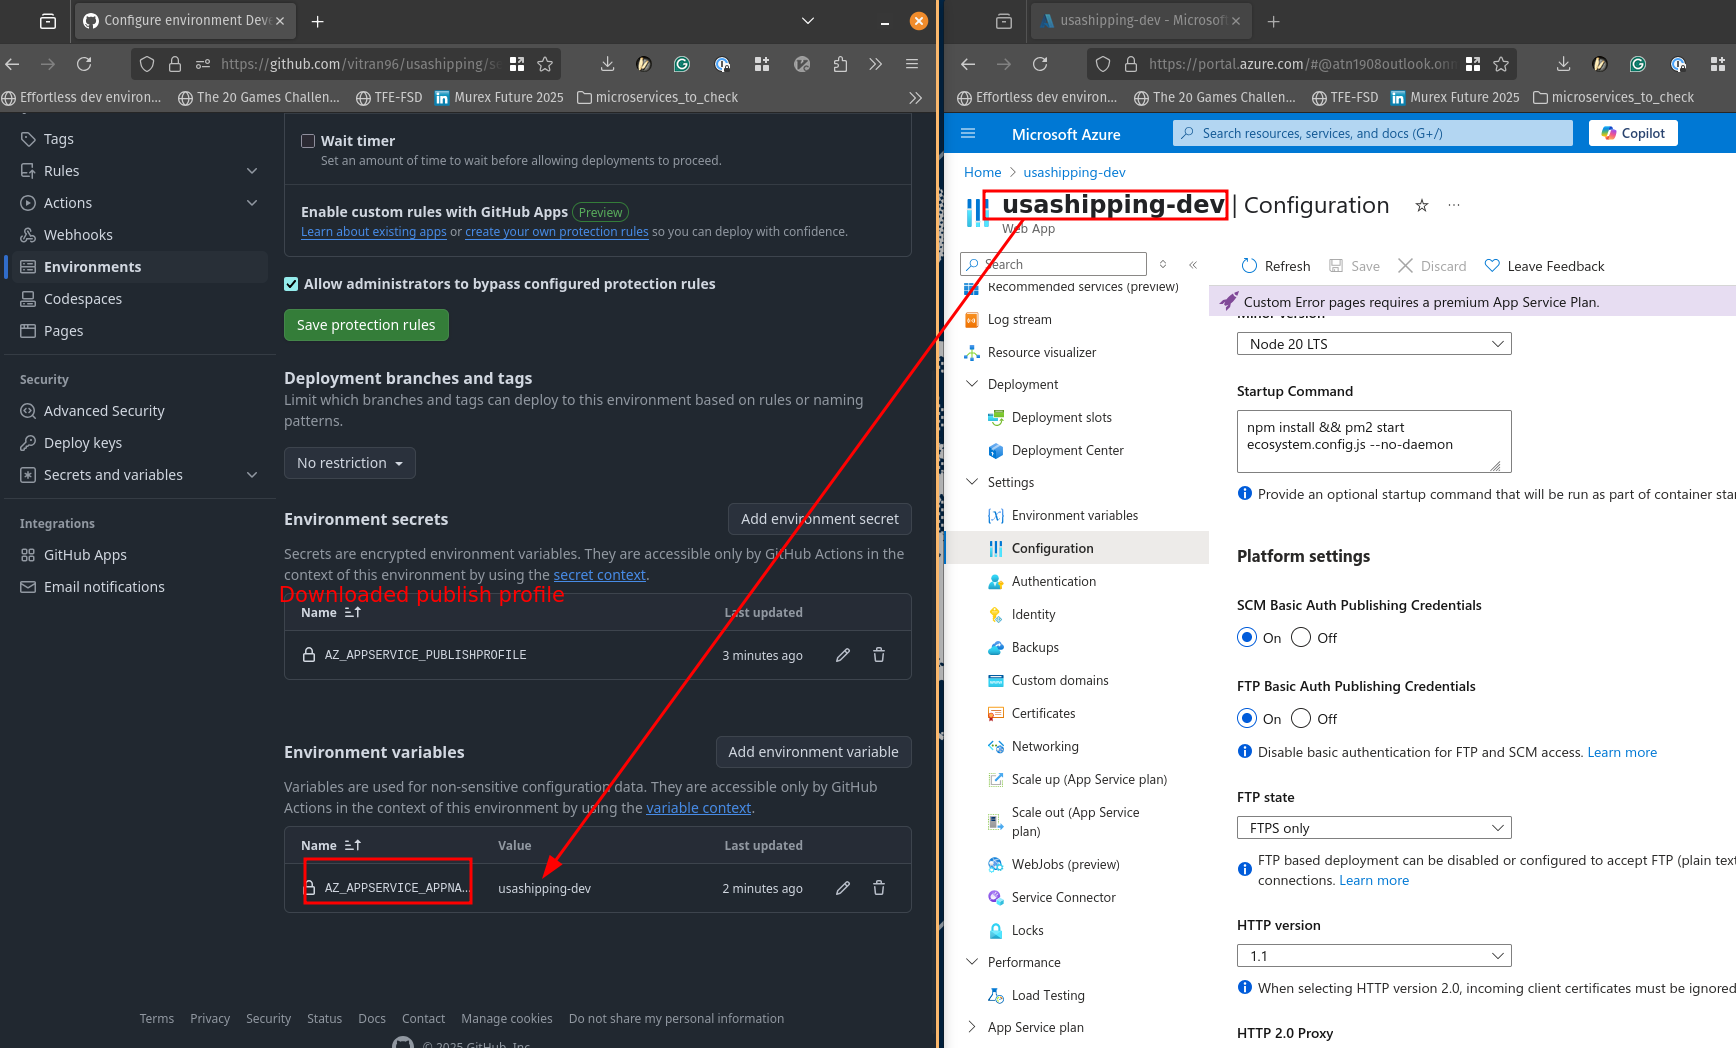 Configure environment Deve
https://github.com/vitran96/usashipping/se
Effortless dev environ...
The 20 Games Challen...
TFE-FSD
Murex Future 2025
microservices_to_check
Tags
Rules
Actions
Webhooks
Environments
Codespaces
Pages
Security
Advanced Security
Deploy keys
Secrets and variables
Integrations
GitHub Apps
Email notifications
Wait timer
Set an amount of time to wait before allowing deployments to proceed.
Enable custom rules with GitHub Apps Preview
Learn about existing apps or create your own protection rules so you can deploy with confidence.
Allow administrators to bypass configured protection rules
Save protection rules
Deployment branches and tags
Limit which branches and tags can deploy to this environment based on rules or naming
patterns.
No restriction
Environment secrets
Add environment secret
Secrets are encrypted environment variables. They are accessible only by GitHub Actions in the
context of this environment by using the secret context.
Downloaded publish profile
Name
Last updated
AZ_APPSERVICE_PUBLISHPROFILE
3 minutes ago
Environment variables
Add environment variable
Variables are used for non-sensitive configuration data. They are accessible only by GitHub
Actions in the context of this environment by using the variable context.
Name
Value
Last updated
AZ_APPSERVICE_APPNA...
usashipping-dev
2 minutes ago
Terms
Privacy
Security
Status
Docs
Contact
Manage cookies
Do not share my personal information
© 2025 GitHub, Inc.
usashipping-dev - Microsof
https://portal.azure.com/#@atn1908outlook.onn
Effortless dev environ...
The 20 Games Challen...
TFE-FSD
Murex Future 2025
microservices_to_check
Microsoft Azure
Search resources, services, and docs (G+/)
Copilot
Home > usashipping-dev
usashipping-dev | Configuration
Web App
Search
Recommended services (preview)
Log stream
Resource visualizer
Deployment
Deployment slots
Deployment Center
Settings
Environment variables
Configuration
Authentication
Identity
Backups
Custom domains
Certificates
Networking
Scale up (App Service plan)
Scale out (App Service
plan)
WebJobs (preview)
Service Connector
Locks
Performance
Load Testing
App Service plan
Refresh
Save
Discard
Leave Feedback
Custom Error pages requires a premium App Service Plan.
Minor version
Node 20 LTS
Startup Command
npm install && pm2 start
ecosystem.config.js --no-daemon
Provide an optional startup command that will be run as part of container sta
Platform settings
SCM Basic Auth Publishing Credentials
On
Off
FTP Basic Auth Publishing Credentials
On
Off
Disable basic authentication for FTP and SCM access. Learn more
FTP state
FTPS only
FTP based deployment can be disabled or configured to accept FTP (plain tex
connections. Learn more
HTTP version
1.1
When selecting HTTP version 2.0, incoming client certificates must be ignored
HTTP 2.0 Proxy